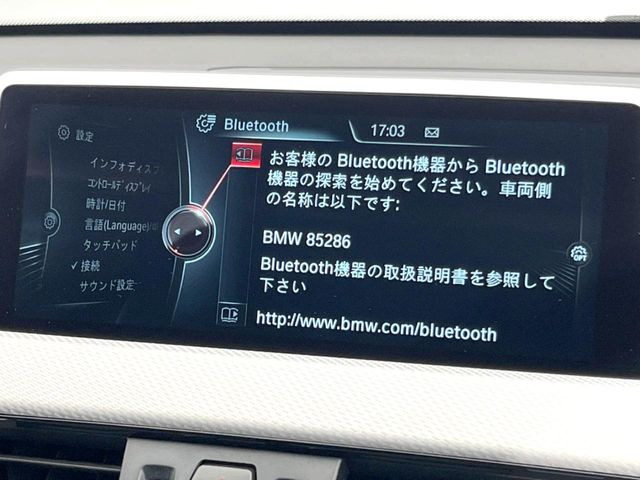 設定
Bluetooth
17:03
インフォディスプ
コントロールディスプレイ
時計/日付
言語(Language)/
タッチパッド
✓接続
サウンド設定
お客様の Bluetooth機器から Bluetooth
機器の探索を始めてください。車両側
の名称は以下です:
BMW 85286
Bluetooth機器の取扱説明書を参照して
下さい
http://www.bmw.com/bluetooth
OPT